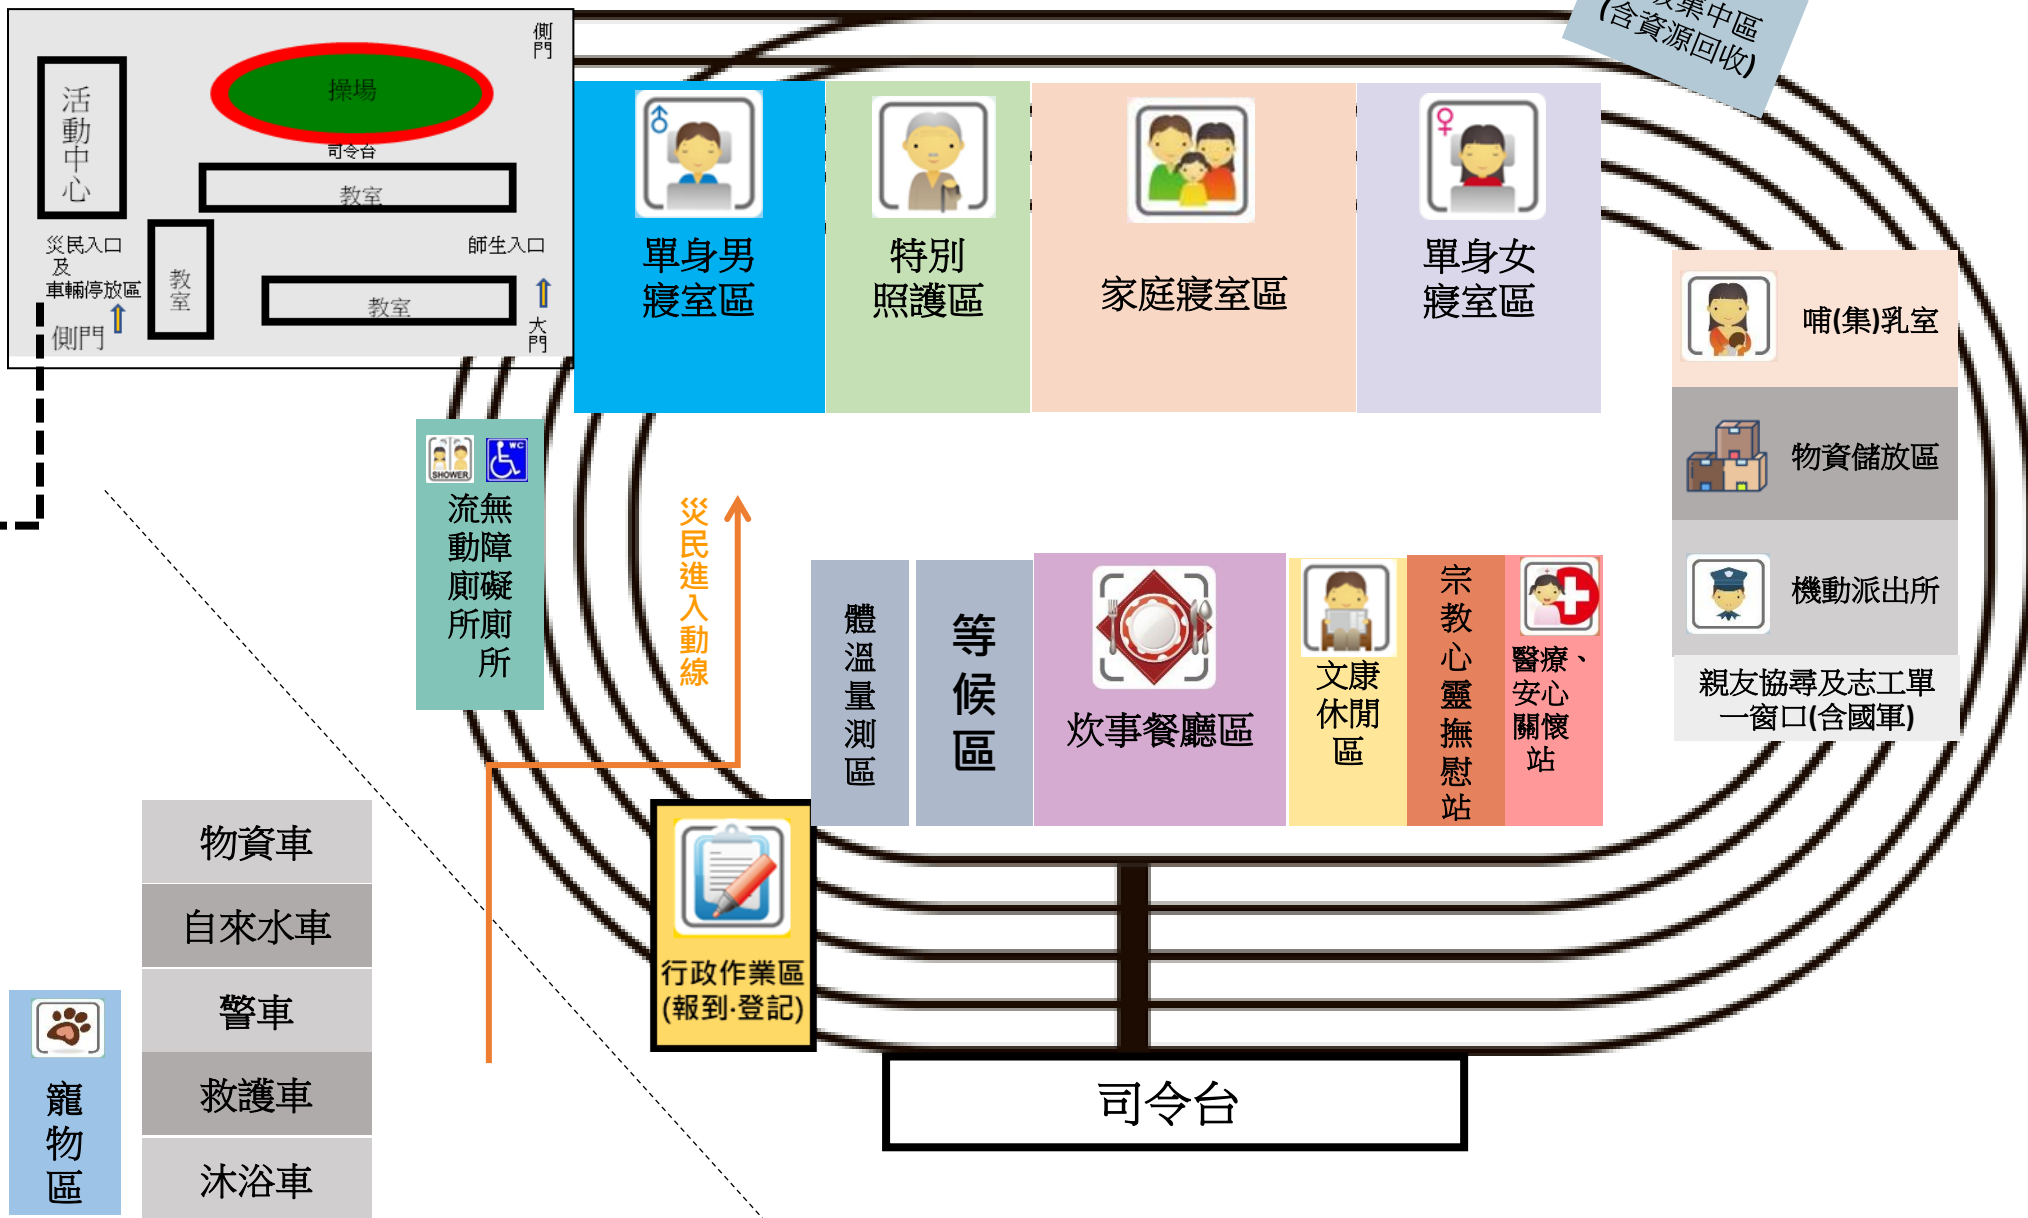 側門
活動中心
操場
司令台
教室
災民入口
及
車輛停放區
側門
教室
師生入口
教室
大門
集中區
(含資源回收)
單身男
寢室區
特別
照護區
家庭寢室區
單身女
寢室區
哺(集)乳室
物資儲放區
機動派出所
親友協尋及志工單
一窗口(含國軍)
SHOWER
WC
無障礙廁所
流動廁所
災民進入動線
體溫量測區
等候區
炊事餐廳區
文康
休閒
區
宗教心靈撫慰站
醫療、
安心
關懷
站
行政作業區
(報到·登記)
司令台
物資車
自來水車
警車
救護車
沐浴車
寵物區